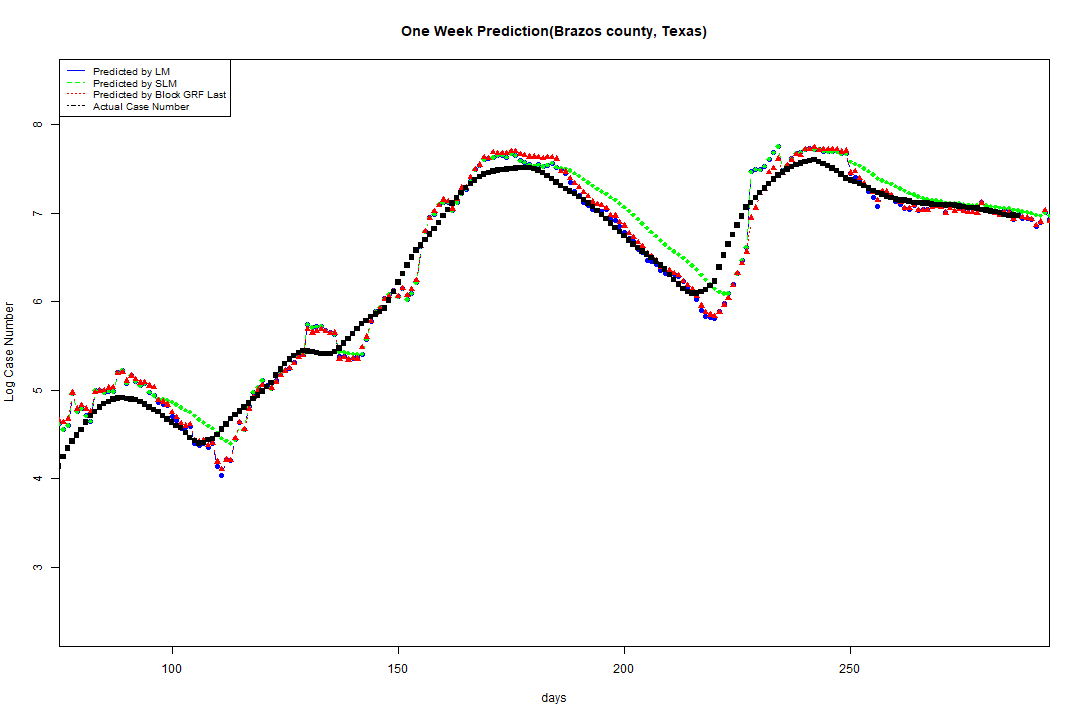 One Week Prediction(Brazos county, Texas)
Predicted by LM
Predicted by SLM
Predicted by Block GRF Last
Actual Case Number
8
7
6
5
4
3
Log Case Number
100 150 200 250
days